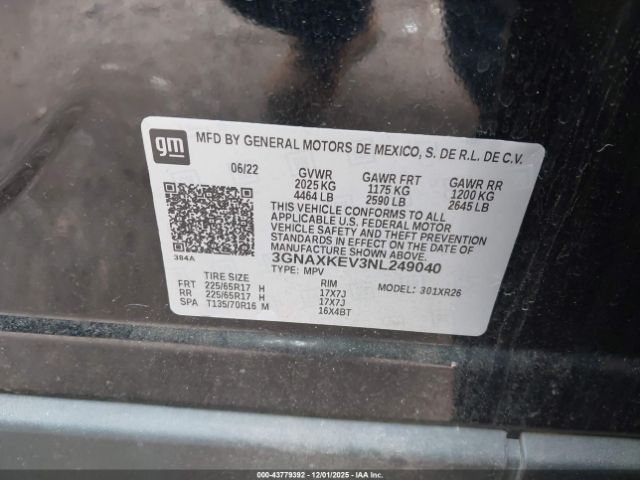 gm
MFD BY GENERAL MOTORS DE MEXICO, S. DE R.L. DE C.V.
06/22 GVWR GAWR FRT GAWR RR
2025 KG 1175 KG 1200 KG
4464 LB 2590 LB 2645 LB
THIS VEHICLE CONFORMS TO ALL
APPLICABLE U.S. FEDERAL MOTOR
VEHICLE SAFETY, BUMPER, AND THEFT
PREVENTION STANDARDS IN EFFECT ON
THE DATE OF MANUFACTURE SHOWN ABOVE.
384A 3GNAXKEV3NL249040
TYPE: MPV
TIRE SIZE RIM MODEL: 301XR26
FRT 225/65R17 H 17X7J
RR 225/65R17 H 17X7J
SPA T135/70R16 M 16X4BT
00-43779392 - 12/01/2025 - IAAI